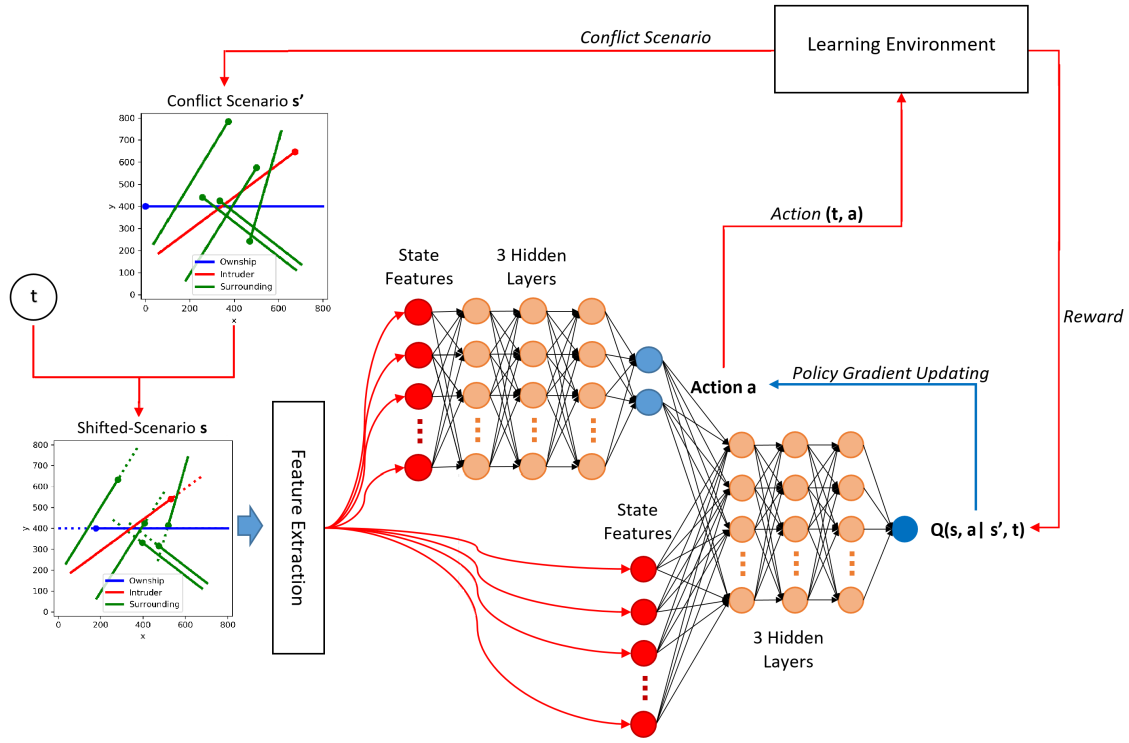 Conflict Scenario
Learning Environment
Conflict Scenario s’
800
700
600
500
y 400
300
200
100
0
Ownship
Intruder
Surrounding
0 200 400 600 800
x
t
Action (t, a)
Reward
State
Features
3 Hidden
Layers
Action a
Policy Gradient Updating
Shifted-Scenario s
800
700
600
500
y 400
300
200
100
0
Ownship
Intruder
Surrounding
0 200 400 600 800
x
Feature Extraction
State
Features
Q(s, a| s’, t)
3 Hidden
Layers